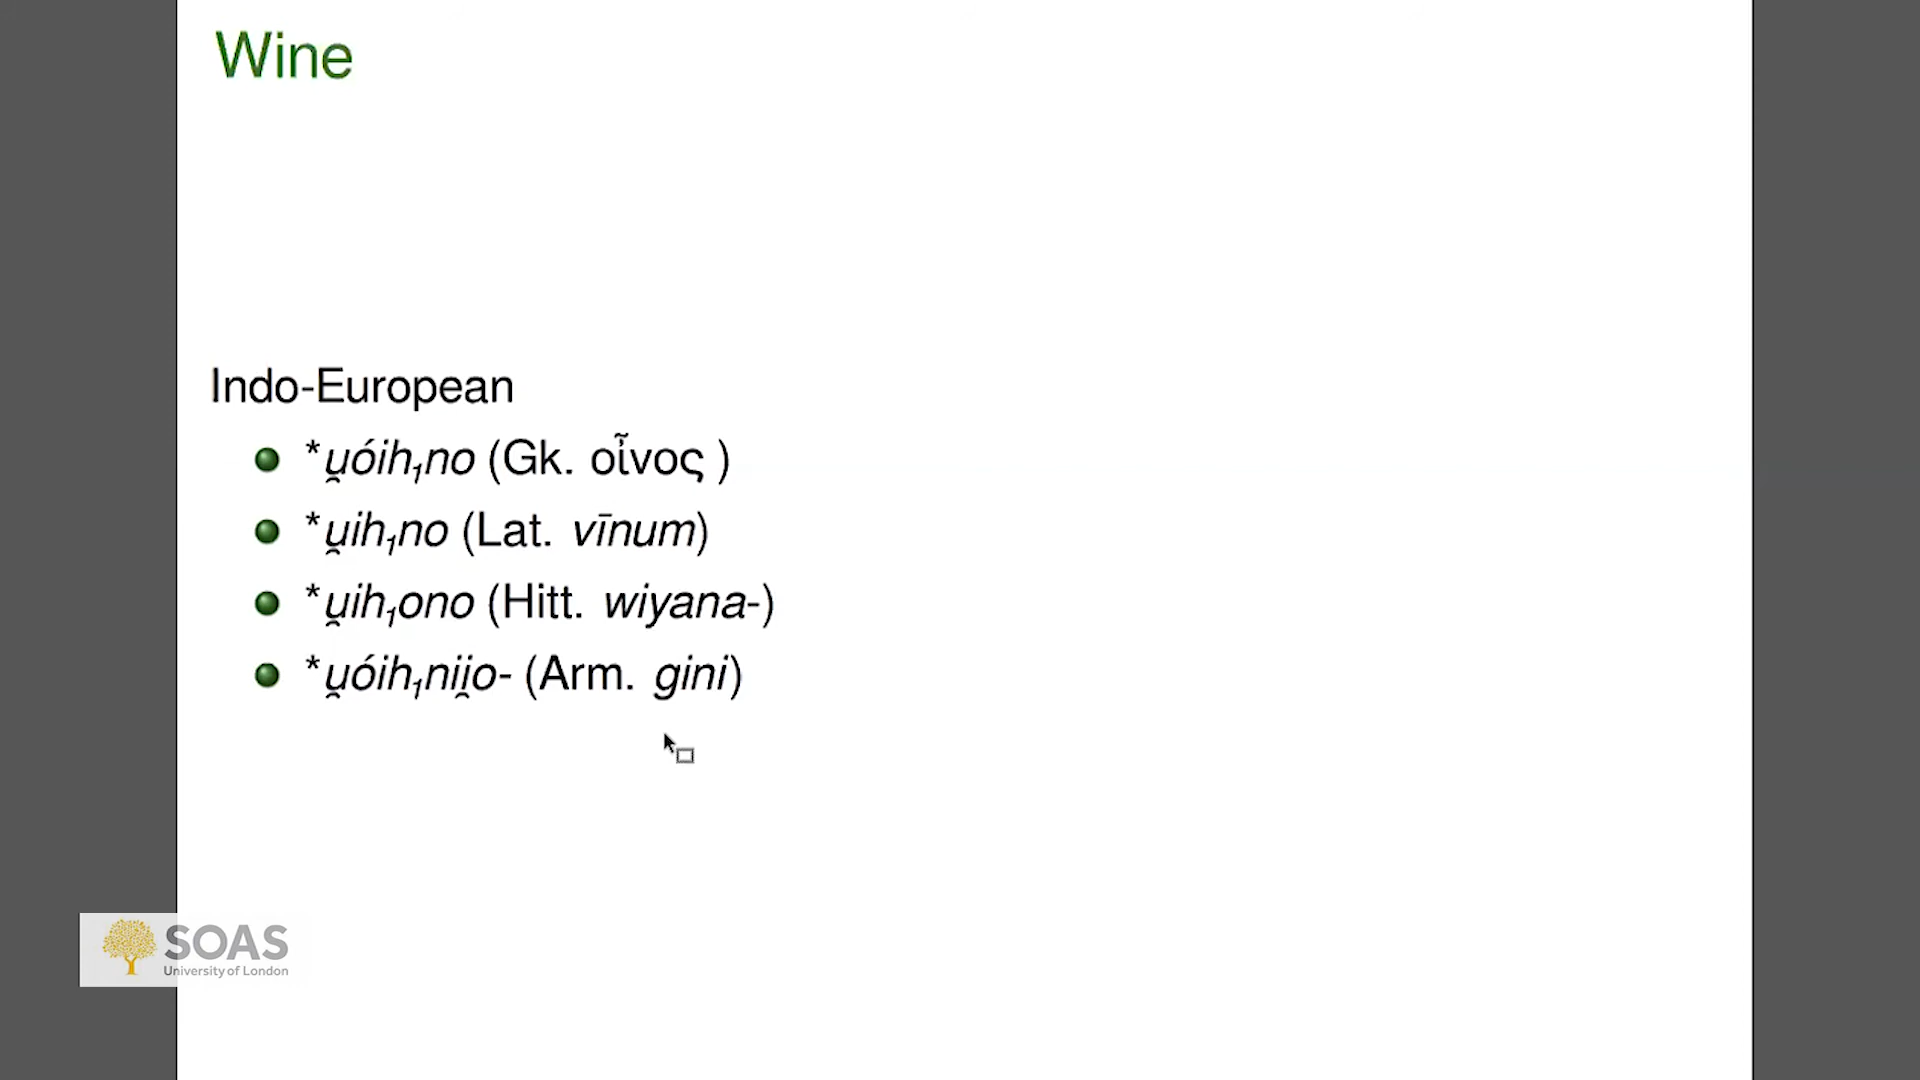 Wine
Indo-European
*u̯óih₁no (Gk. οἶνος )
*u̯ih₁no (Lat. vīnum)
*u̯ih₁ono (Hitt. wiyana-)
*u̯óih₁nii̯o- (Arm. gini)
SOAS
University of London